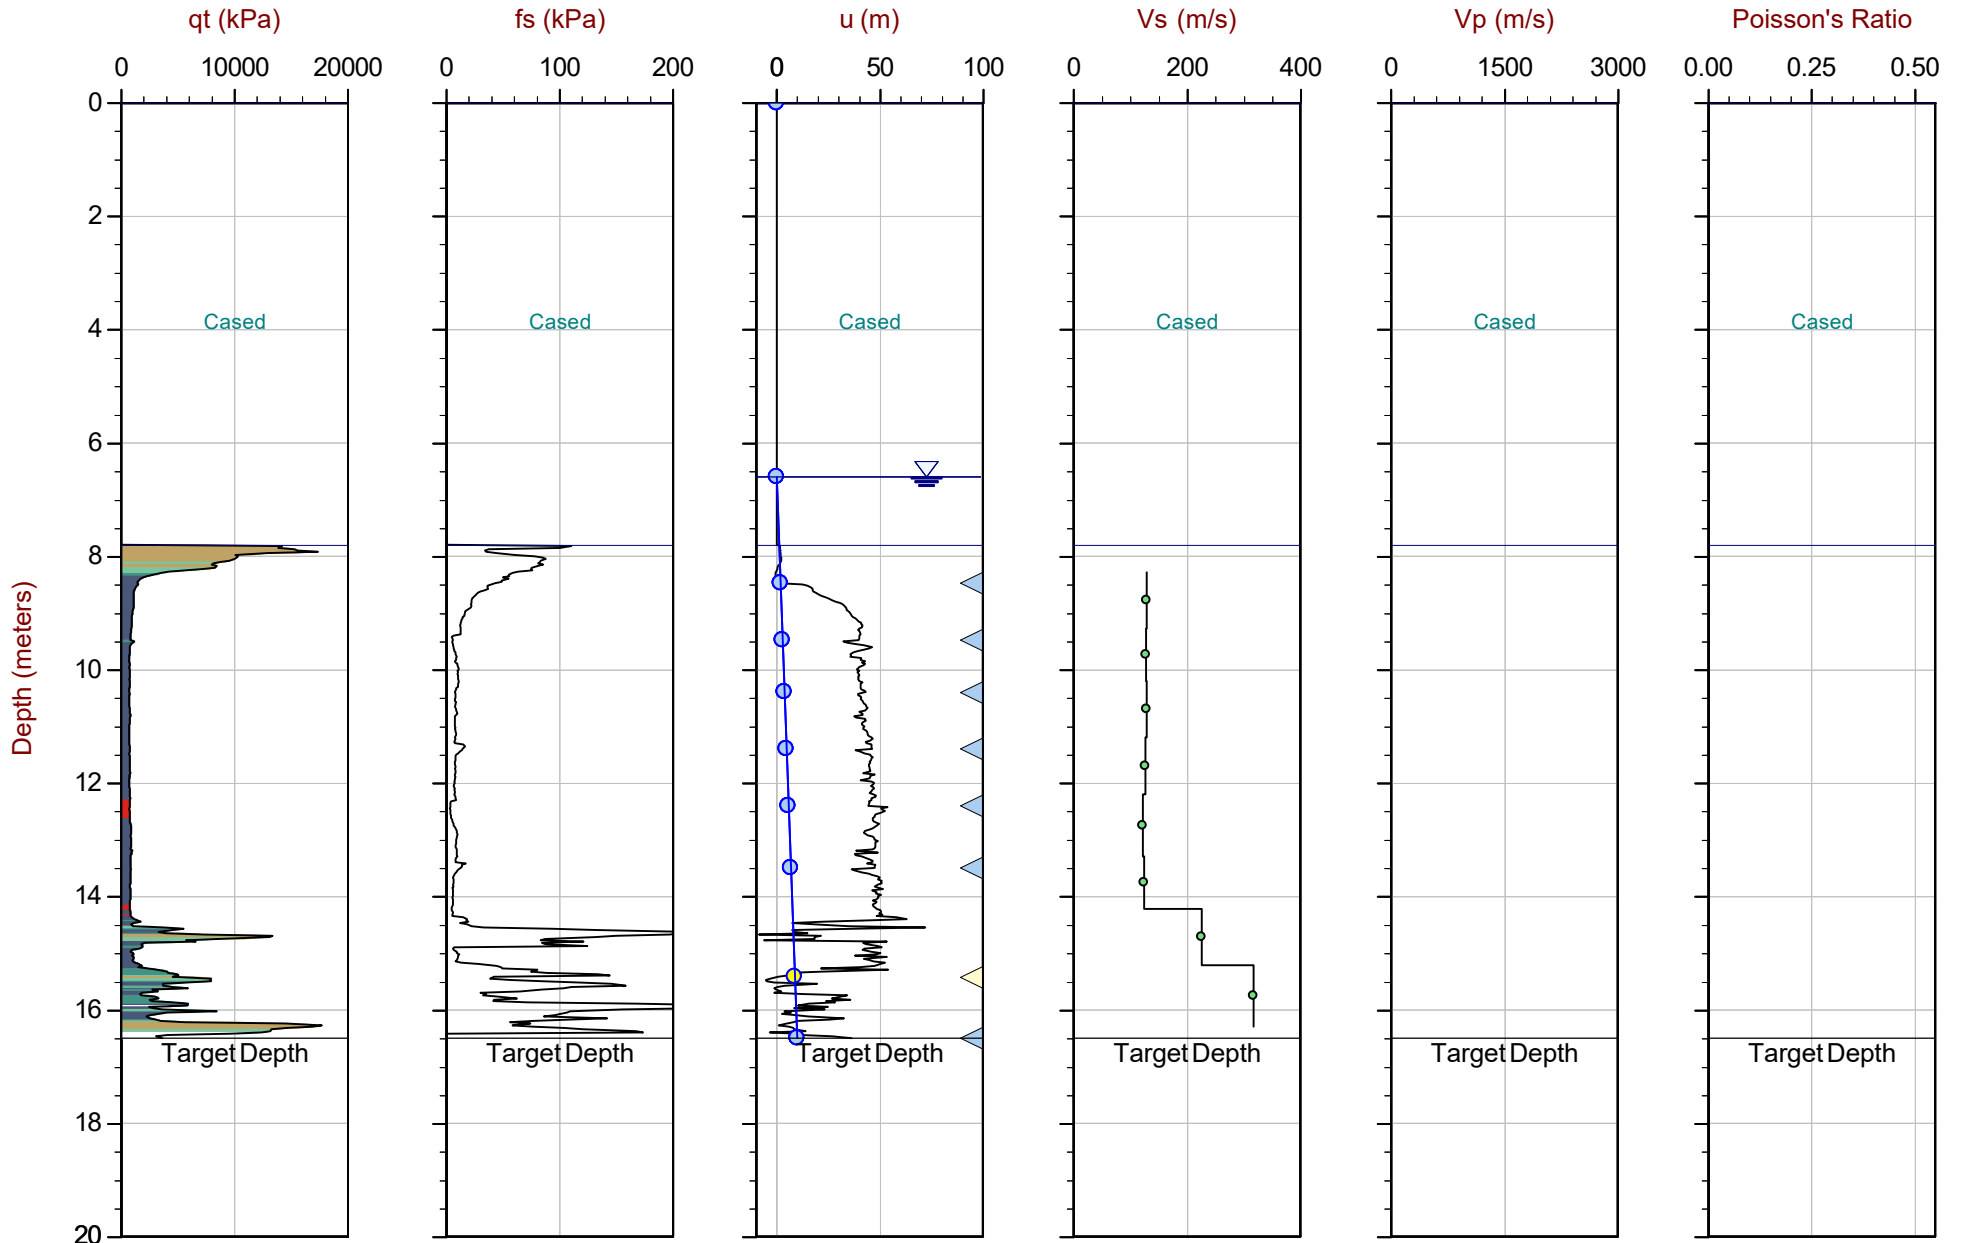 qt (kPa) fs (kPa) u (m) Vs (m/s) Vp (m/s) Poisson's Ratio
0 10000 20000 0 100 200 0 50 100 0 200 400 0 1500 3000 0.00 0.25 0.50
0
2
Cased Cased Cased Cased Cased Cased
4
6
8
Depth (meters)
10
12
14
16
Target Depth Target Depth Target Depth Target Depth Target Depth Target Depth
18
20